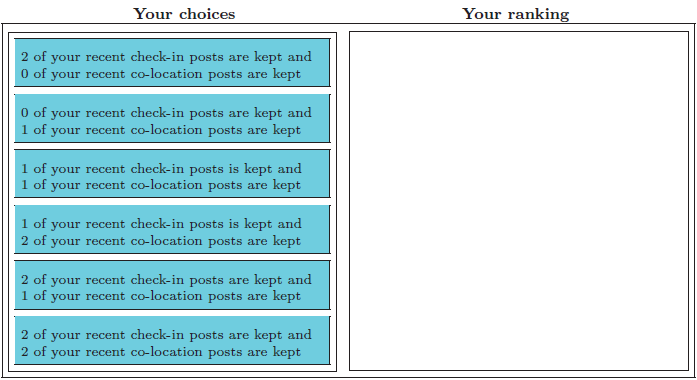 Your choices
Your ranking
2 of your recent check-in posts are kept and
0 of your recent co-location posts are kept
0 of your recent check-in posts are kept and
1 of your recent co-location posts are kept
1 of your recent check-in posts is kept and
1 of your recent co-location posts are kept
1 of your recent check-in posts is kept and
2 of your recent co-location posts are kept
2 of your recent check-in posts are kept and
1 of your recent co-location posts are kept
2 of your recent check-in posts are kept and
2 of your recent co-location posts are kept